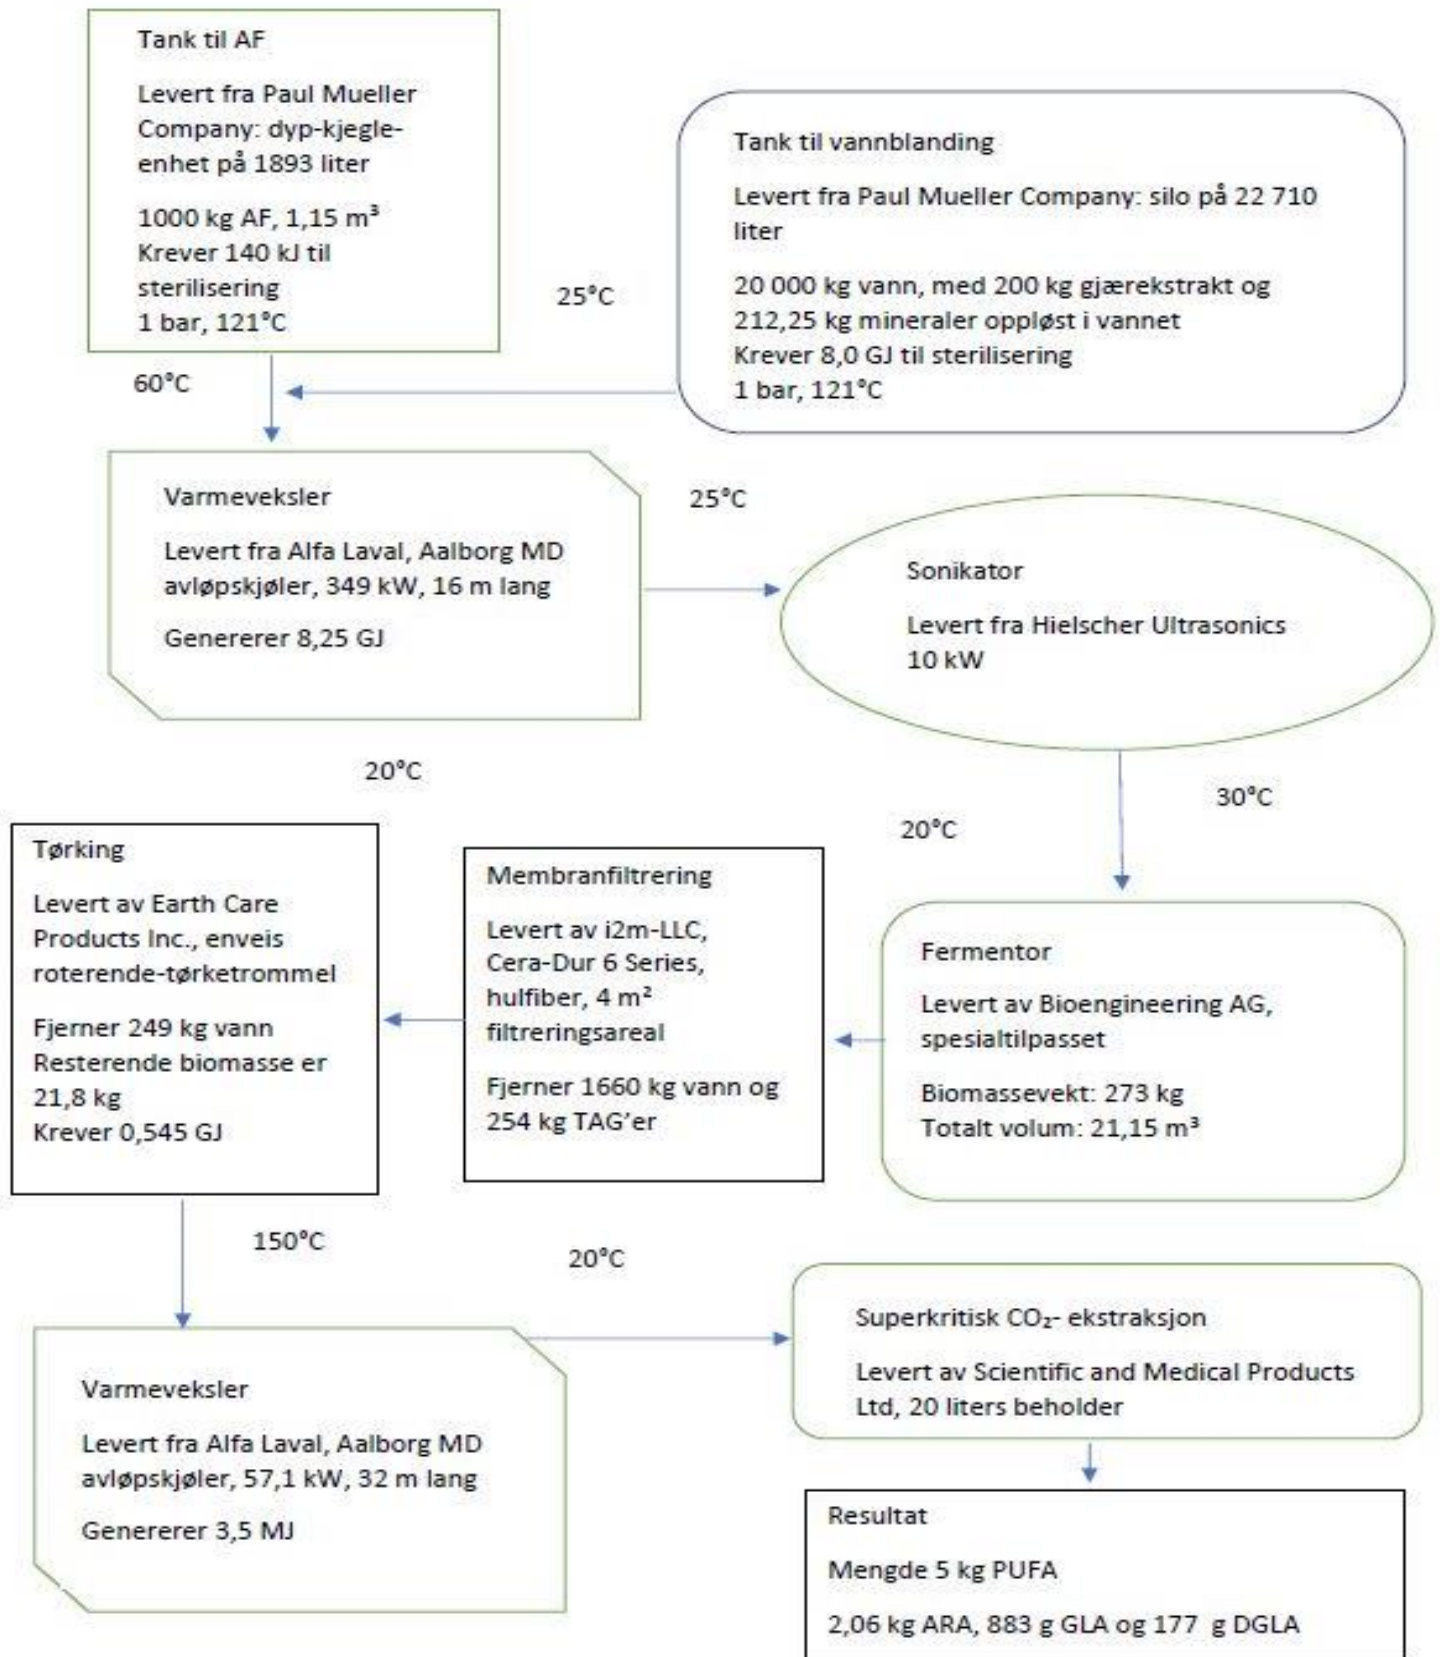 Tank til AF
Levert fra Paul Mueller
Company: dyp-kjegle-
enhet på 1893 liter
1000 kg AF, 1,15 m³
Krever 140 kJ til
sterilisering
1 bar, 121°C
Tank til vannblanding
Levert fra Paul Mueller Company: silo på 22 710
liter
20 000 kg vann, med 200 kg gjærekstrakt og
212,25 kg mineraler oppløst i vannet
Krever 8,0 GJ til sterilisering
1 bar, 121°C
25°C
60°C
Varmeveksler
Levert fra Alfa Laval, Aalborg MD
avløpskjøler, 349 kW, 16 m lang
Genererer 8,25 GJ
25°C
Sonikator
Levert fra Hielscher Ultrasonics
10 kW
30°C
Fermentor
Levert av Bioengineering AG,
spesialtilpasset
Biomassevekt: 273 kg
Totalt volum: 21,15 m³
20°C
Membranfiltrering
Levert av i2m-LLC,
Cera-Dur 6 Series,
hulfiber, 4 m²
filtreringsareal
Fjerner 1660 kg vann og
254 kg TAG'er
20°C
Tørking
Levert av Earth Care
Products Inc., enveis
roterende-tørketrommel
Fjerner 249 kg vann
Resterende biomasse er
21,8 kg
Krever 0,545 GJ
150°C
Varmeveksler
Levert fra Alfa Laval, Aalborg MD
avløpskjøler, 57,1 kW, 32 m lang
Genererer 3,5 MJ
20°C
Superkritisk CO₂- ekstraksjon
Levert av Scientific and Medical Products
Ltd, 20 liters beholder
Resultat
Mengde 5 kg PUFA
2,06 kg ARA, 883 g GLA og 177 g DGLA